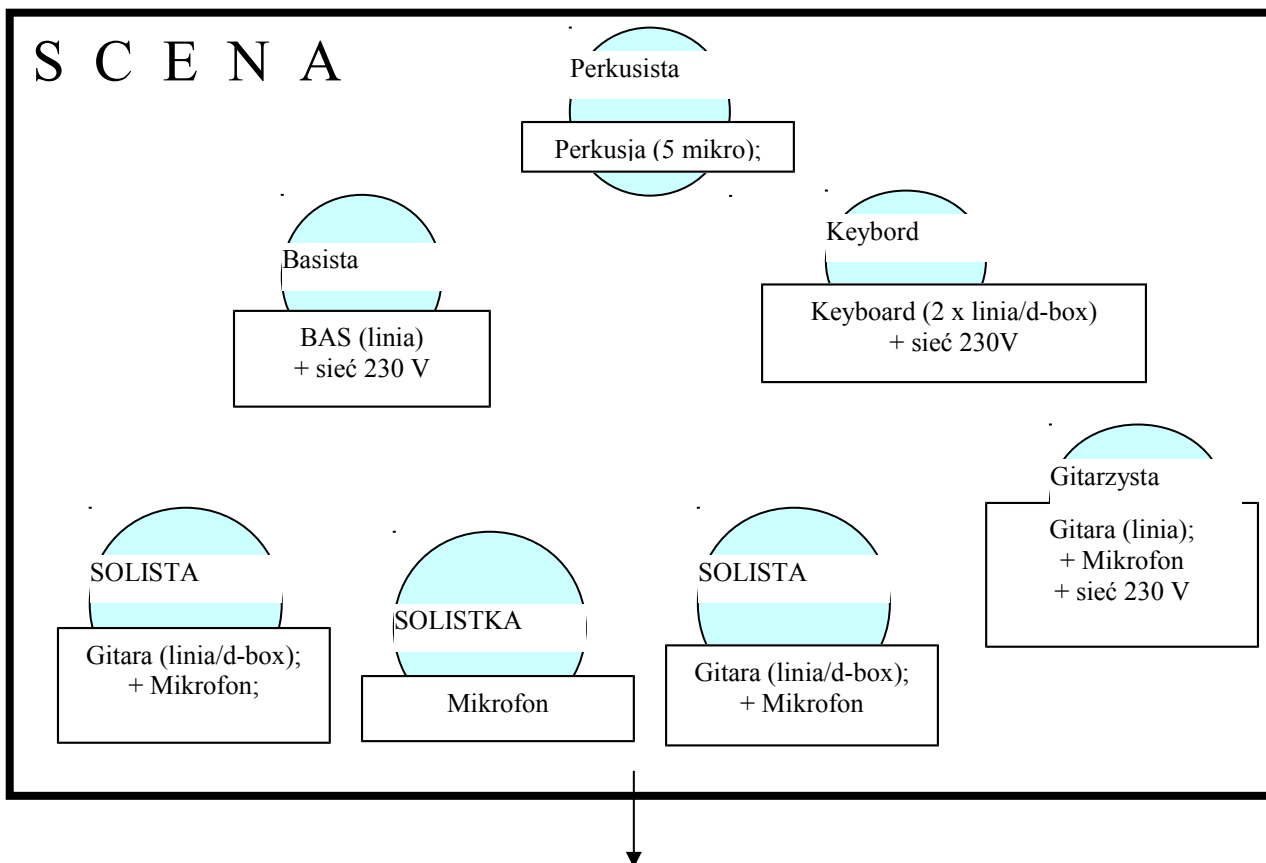 S C E N A
Perkusista
Perkusja (5 mikro);
Basista
BAS (linia)
+ sieć 230 V
Keybord
Keyboard (2 x linia/d-box)
+ sieć 230V
Gitarzysta
Gitara (linia);
+ Mikrofon
+ sieć 230 V
SOLISTA
Gitara (linia/d-box);
+ Mikrofon;
SOLISTKA
Mikrofon
SOLISTA
Gitara (linia/d-box);
+ Mikrofon